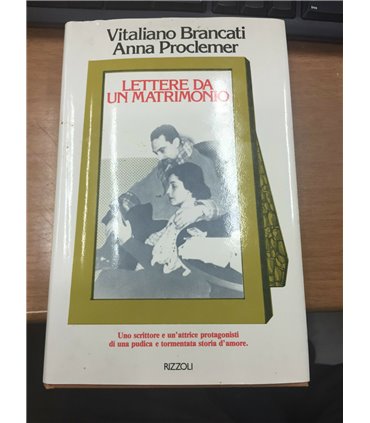 Vitaliano Brancati
Anna Proclemer
LETTERE DA
UN MATRIMONIO
Uno scrittore e un'attrice protagonisti
di una pudica e tormentata storia d'amore.
RIZZOLI